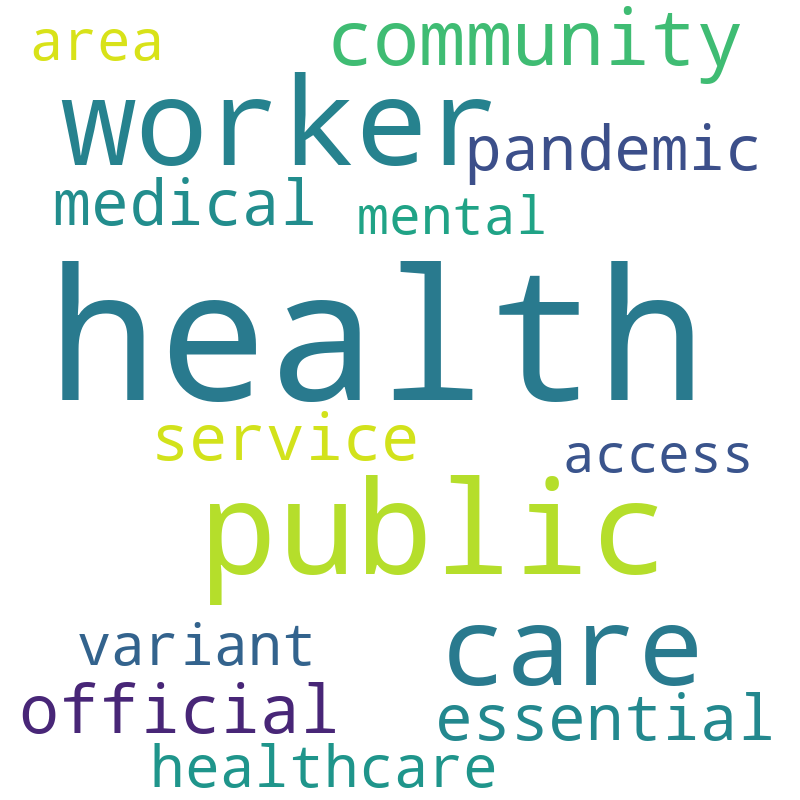 area
community
worker
pandemic
medical
mental
health
service
access
public
variant
care
official
essential
healthcare